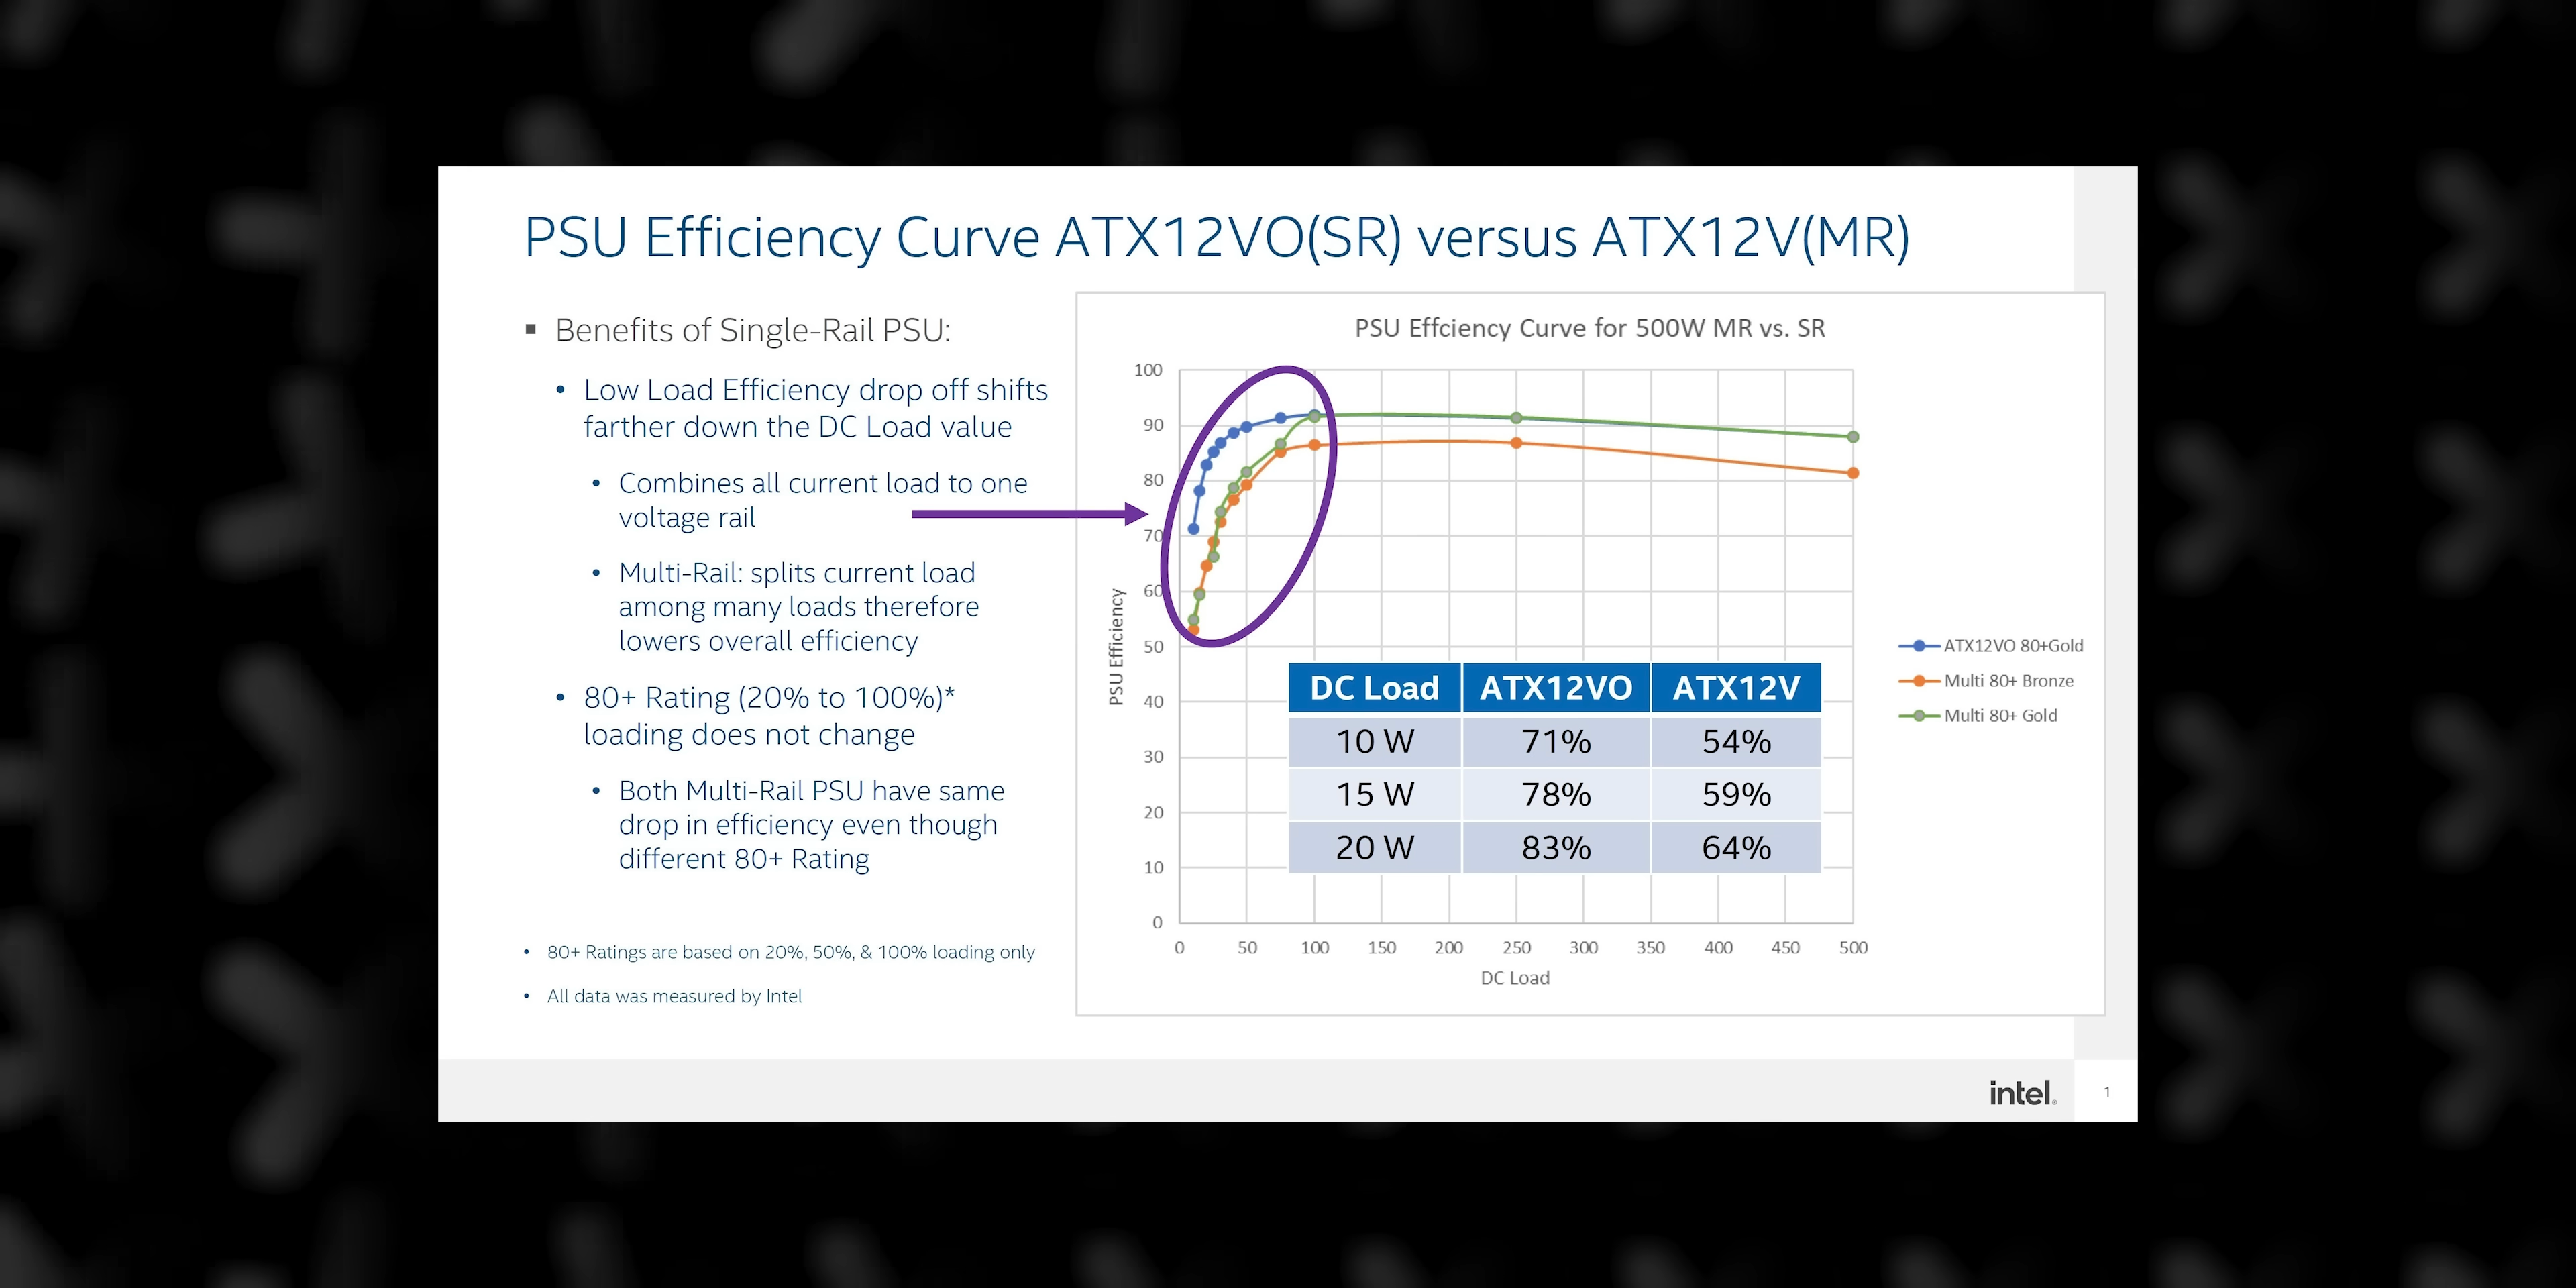 PSU Efficiency Curve ATX12VO(SR) versus ATX12V(MR)
▪ Benefits of Single-Rail PSU:
• Low Load Efficiency drop off shifts
farther down the DC Load value
• Combines all current load to one
voltage rail
• Multi-Rail: splits current load
among many loads therefore
lowers overall efficiency
• 80+ Rating (20% to 100%)*
loading does not change
• Both Multi-Rail PSU have same
drop in efficiency even though
different 80+ Rating
• 80+ Ratings are based on 20%, 50%, & 100% loading only
• All data was measured by Intel
PSU Effciency Curve for 500W MR vs. SR
PSU Efficiency
100
90
80
70
60
50
40
30
20
10
0
0 50 100 150 200 250 300 350 400 450 500
DC Load
DC Load ATX12VO ATX12V
10 W 71% 54%
15 W 78% 59%
20 W 83% 64%
ATX12VO 80+Gold
Multi 80+ Bronze
Multi 80+ Gold
intel.
1